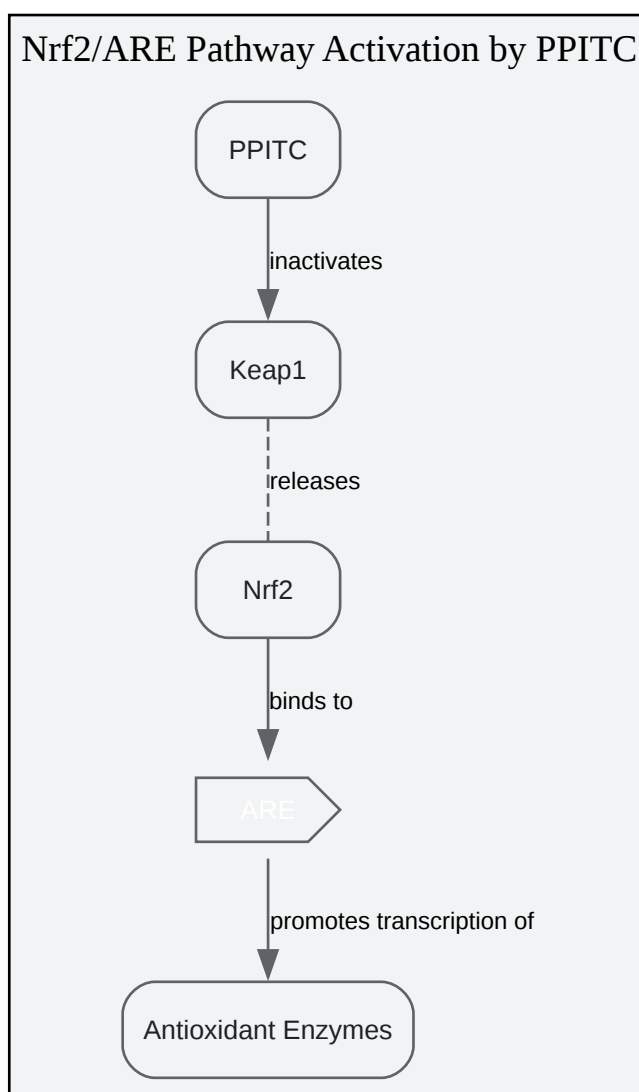 Nrf2/ARE Pathway Activation by PPITC
PPITC
inactivates
Keap1
releases
Nrf2
binds to
ARE
promotes transcription of
Antioxidant Enzymes